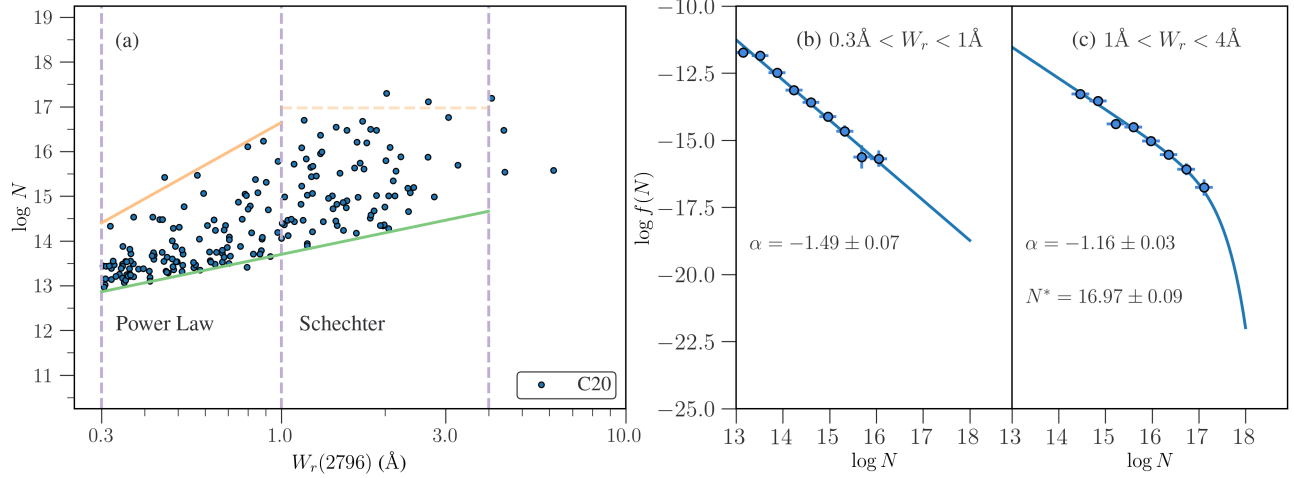 (a)
19
18
17
16
15
14
13
12
11
log N
Power Law
Schechter
C20
0.3
1.0
3.0
10.0
W_r(2796) (Å)
(b) 0.3Å < W_r < 1Å
−10.0
−12.5
−15.0
−17.5
−20.0
−22.5
−25.0
log f(N)
α = −1.49 ± 0.07
13 14 15 16 17 18
log N
(c) 1Å < W_r < 4Å
α = −1.16 ± 0.03
N* = 16.97 ± 0.09
13 14 15 16 17 18
log N